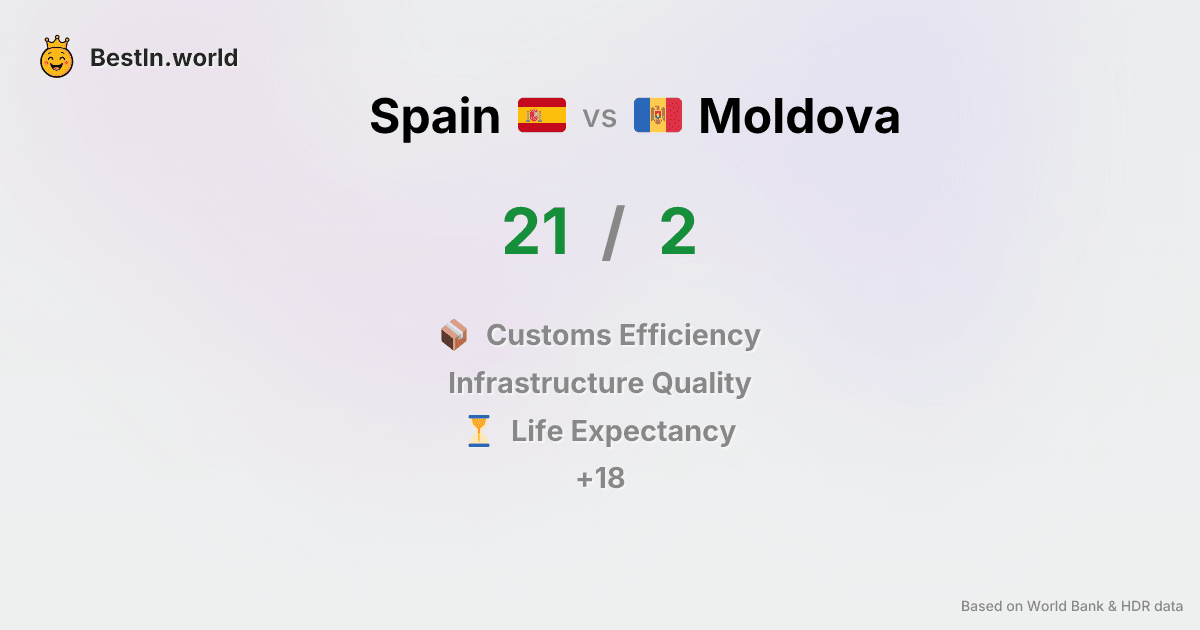 BestIn.world
Spain vs Moldova
21 / 2
Customs Efficiency
Infrastructure Quality
Life Expectancy
+18
Based on World Bank & HDR data